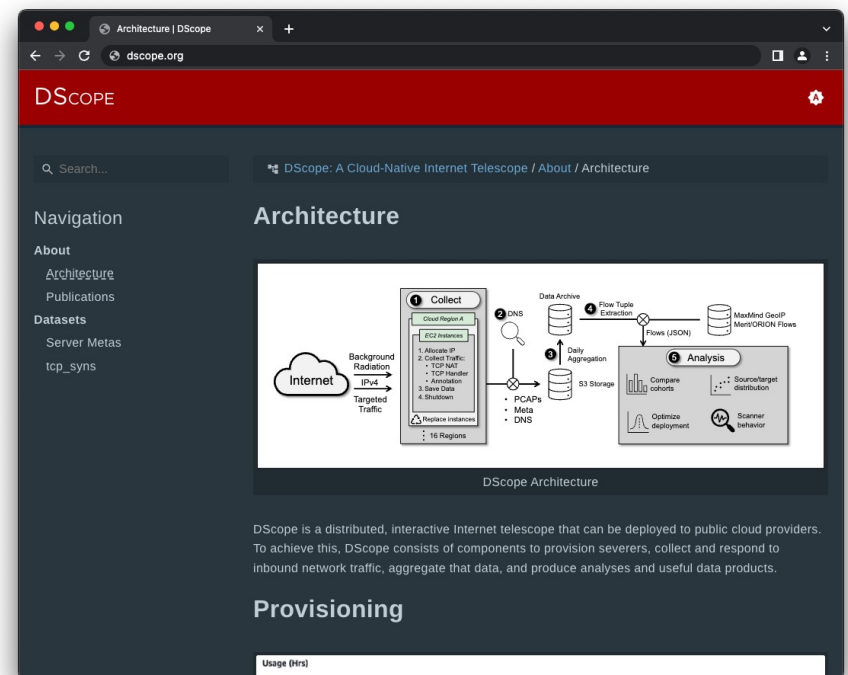 Architecture | DScope
dscope.org
DSCOPE
A
Search...
DScope: A Cloud-Native Internet Telescope / About / Architecture
Navigation
About
Architecture
Publications
Datasets
Server Metas
tcp_syns
Architecture
Internet
Background
Radiation
IPv4
Targeted
Traffic
1 Collect
Cloud Region A
EC2 Instances
1. Allocate IP
2. Collect Traffic:
• TCP NAT
• TCP Handler
• Annotation
3. Save Data
4. Shutdown
Replace instances
16 Regions
2 DNS
• PCAPs
• Meta
• DNS
Data Archive
3 Daily
Aggregation
S3 Storage
4 Flow Tuple
Extraction
Flows (JSON)
MaxMind GeoIP
Merit/ORION Flows
5 Analysis
Compare
cohorts
Source/target
distribution
Optimize
deployment
Scanner
behavior
DScope Architecture
DScope is a distributed, interactive Internet telescope that can be deployed to public cloud providers.
To achieve this, DScope consists of components to provision severers, collect and respond to
inbound network traffic, aggregate that data, and produce analyses and useful data products.
Provisioning
Usage (Hrs)